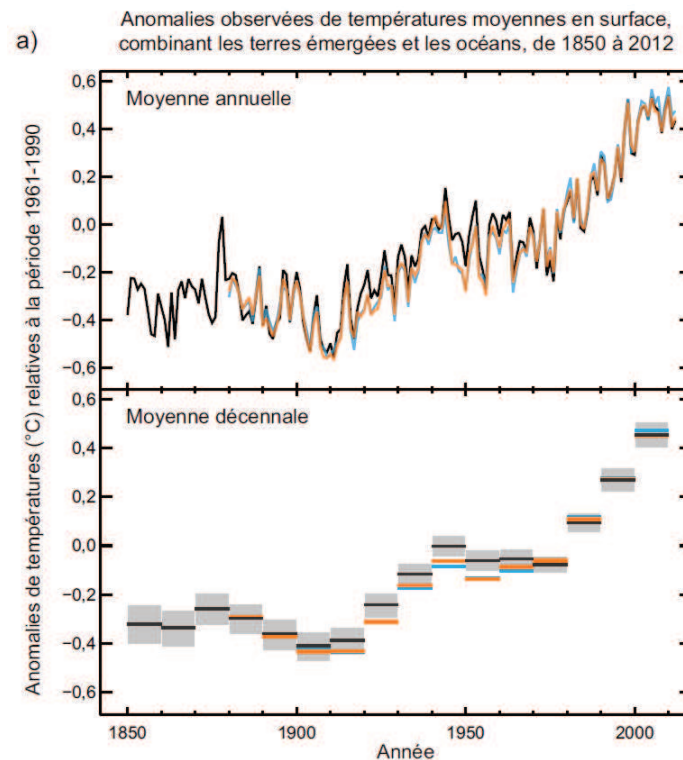 Anomalies observées de températures moyennes en surface,
a) combinant les terres émergées et les océans, de 1850 à 2012
Anomalies de températures (°C) relatives à la période 1961-1990
Moyenne annuelle
0,6
0,4
0,2
0,0
−0,2
−0,4
−0,6
Moyenne décennale
0,6
0,4
0,2
0,0
−0,2
−0,4
−0,6
1850 1900 1950 2000
Année